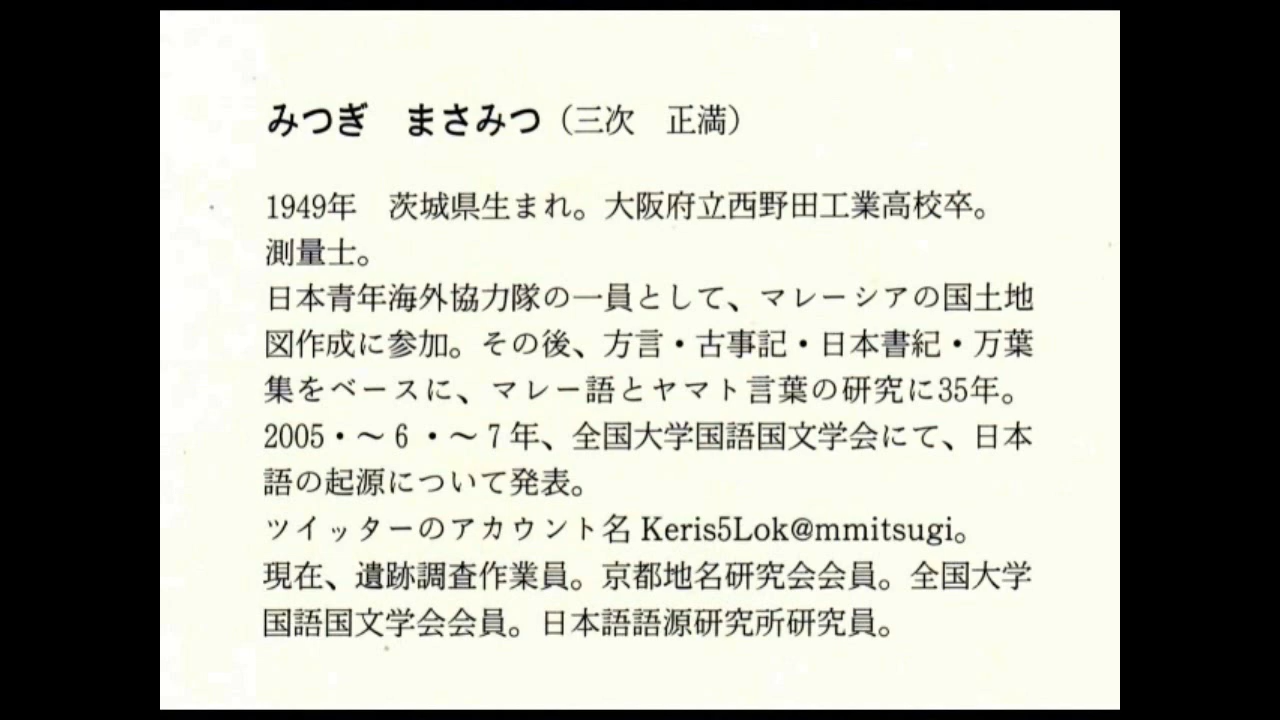 みつぎ　まさみつ（三次　正満）
1949年　茨城県生まれ。大阪府立西野田工業高校卒。
測量士。
日本青年海外協力隊の一員として、マレーシアの国土地
図作成に参加。その後、方言・古事記・日本書紀・万葉
集をベースに、マレー語とヤマト言葉の研究に35年。
2005・～６・～７年、全国大学国語国文学会にて、日本
語の起源について発表。
ツイッターのアカウント名 Keris5Lok@mmitsugi。
現在、遺跡調査作業員。京都地名研究会会員。全国大学
国語国文学会会員。日本語語源研究所研究員。